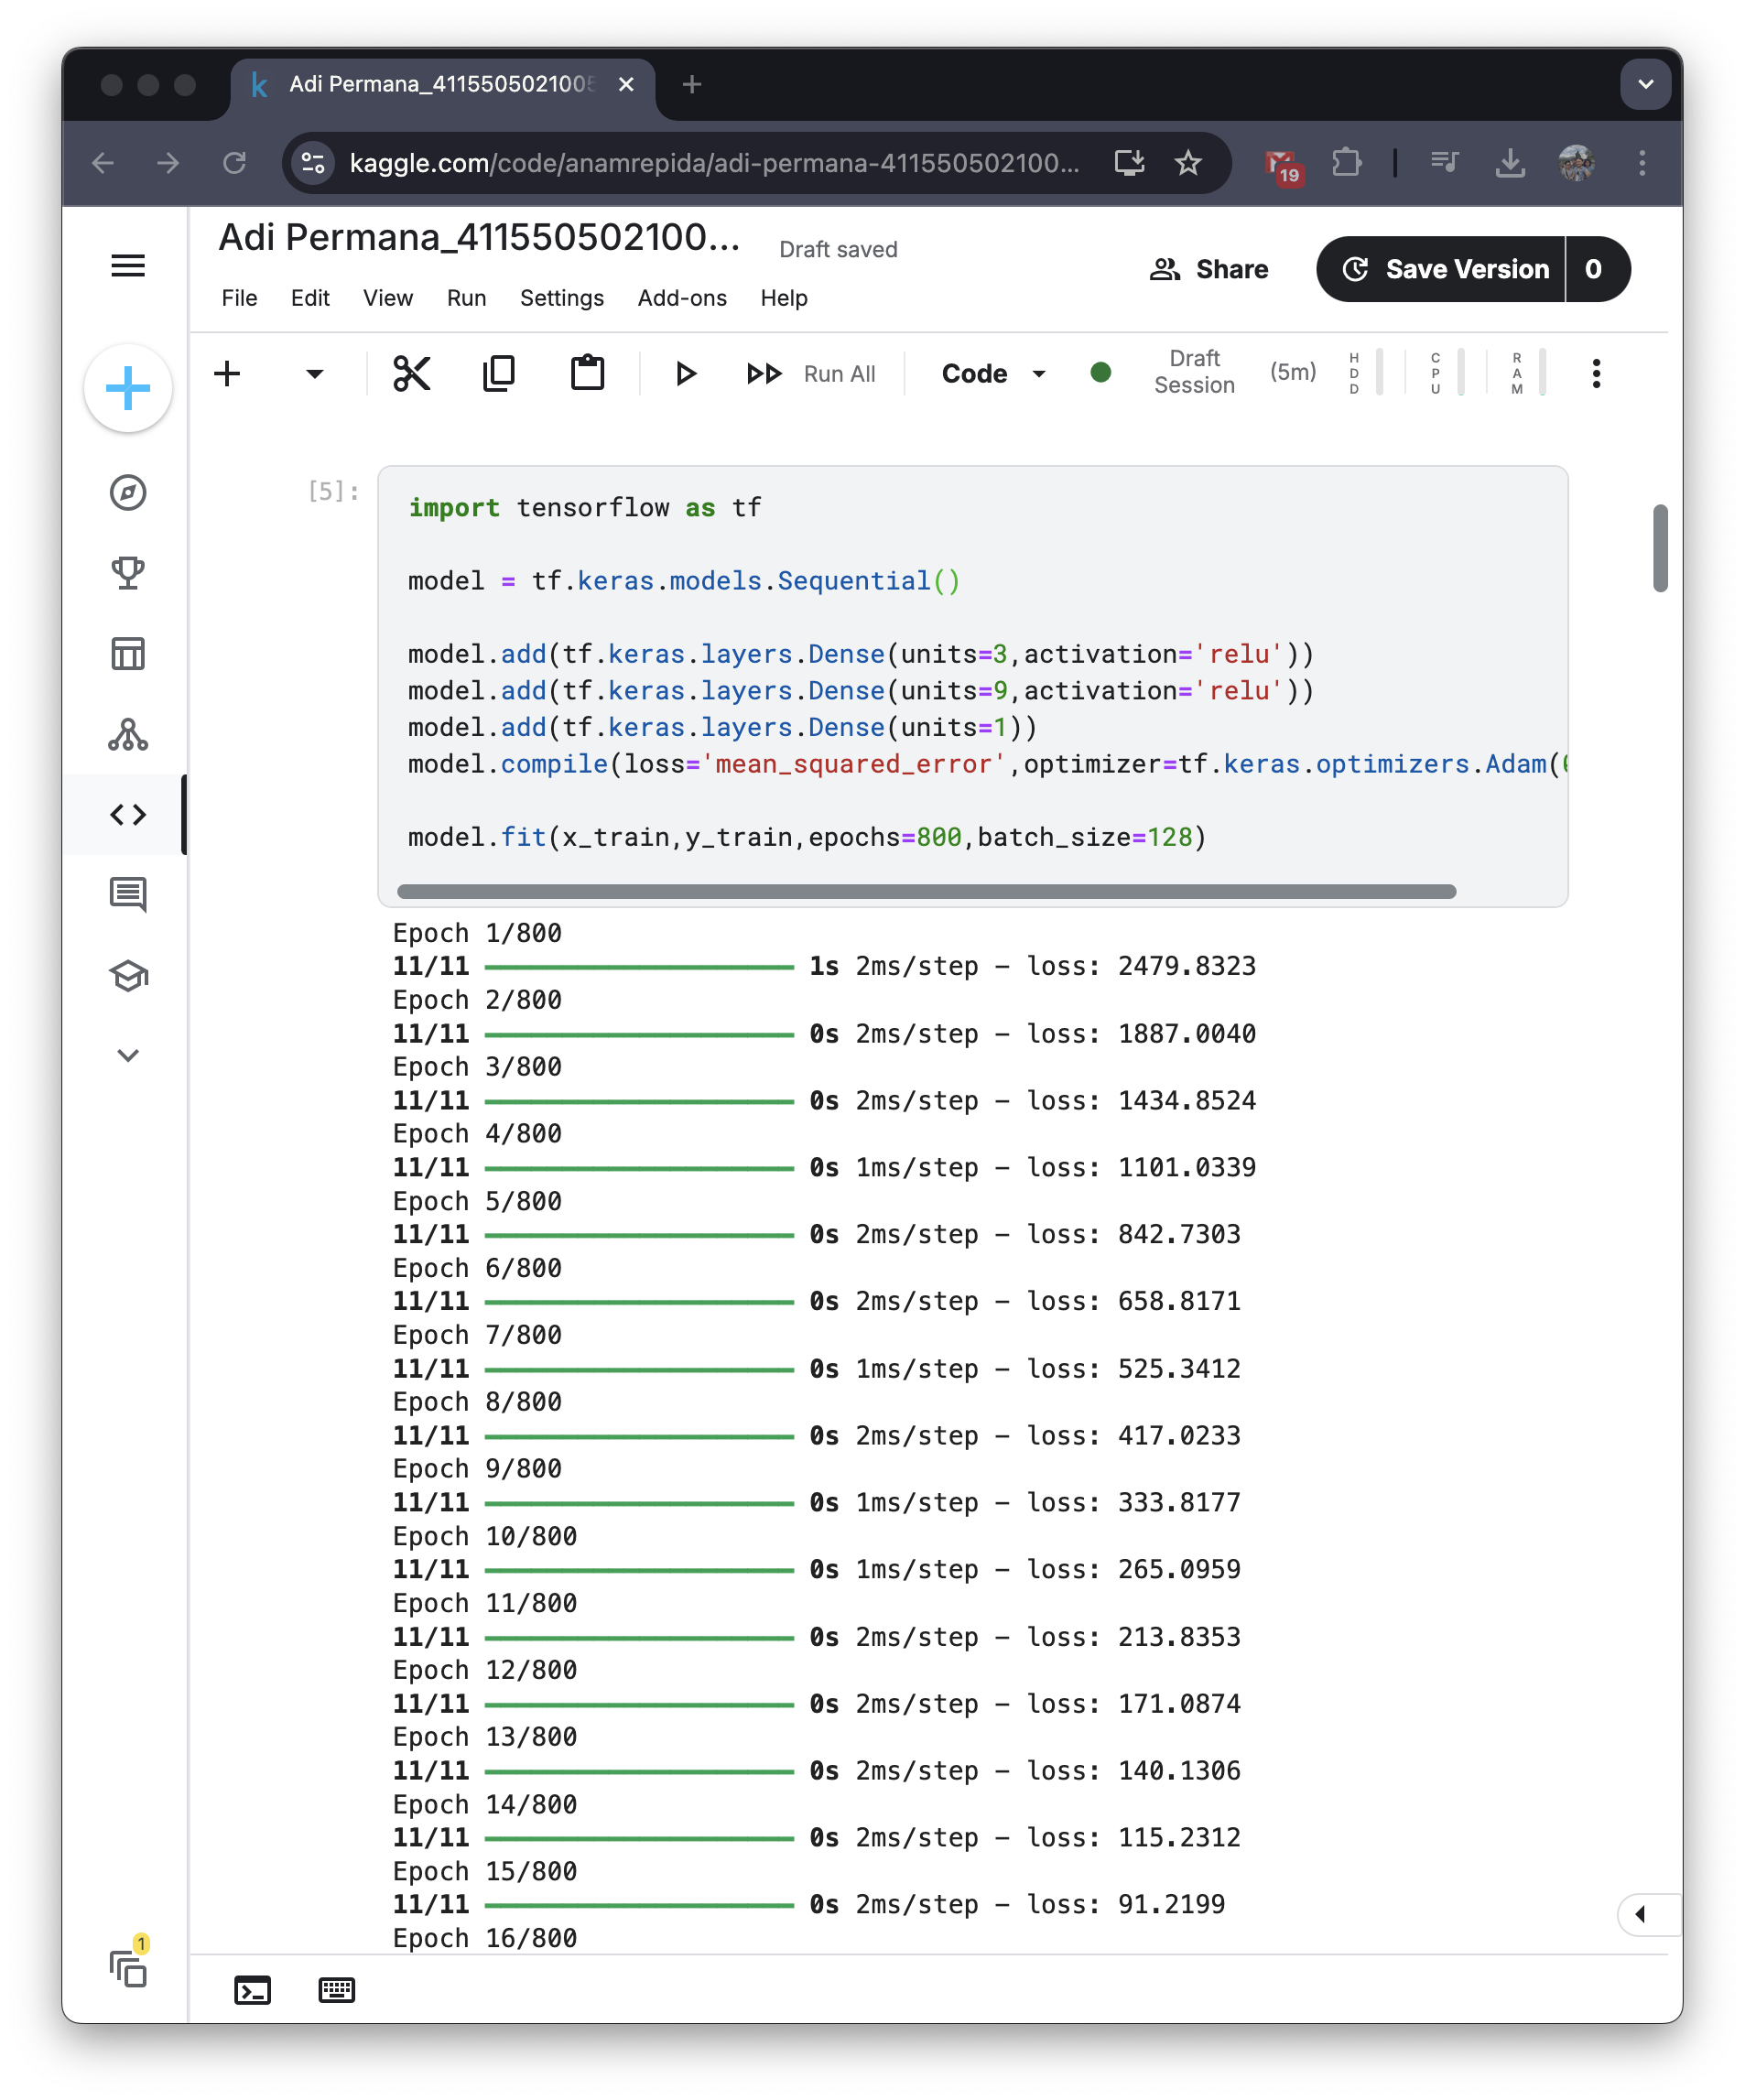 Adi Permana_4115505021005
kaggle.com/code/anamrepida/adi-permana-411550502100...
19
Adi Permana_411550502100...
Draft saved
Share
Save Version
0
File Edit View Run Settings Add-ons Help
Run All
Code
Draft Session
(5m)
HDD
CPU
RAM
[5]:
import tensorflow as tf
model = tf.keras.models.Sequential()
model.add(tf.keras.layers.Dense(units=3,activation='relu'))
model.add(tf.keras.layers.Dense(units=9,activation='relu'))
model.add(tf.keras.layers.Dense(units=1))
model.compile(loss='mean_squared_error',optimizer=tf.keras.optimizers.Adam(
model.fit(x_train,y_train,epochs=800,batch_size=128)
Epoch 1/800
11/11 1s 2ms/step - loss: 2479.8323
Epoch 2/800
11/11 0s 2ms/step - loss: 1887.0040
Epoch 3/800
11/11 0s 2ms/step - loss: 1434.8524
Epoch 4/800
11/11 0s 1ms/step - loss: 1101.0339
Epoch 5/800
11/11 0s 2ms/step - loss: 842.7303
Epoch 6/800
11/11 0s 2ms/step - loss: 658.8171
Epoch 7/800
11/11 0s 1ms/step - loss: 525.3412
Epoch 8/800
11/11 0s 2ms/step - loss: 417.0233
Epoch 9/800
11/11 0s 1ms/step - loss: 333.8177
Epoch 10/800
11/11 0s 1ms/step - loss: 265.0959
Epoch 11/800
11/11 0s 2ms/step - loss: 213.8353
Epoch 12/800
11/11 0s 2ms/step - loss: 171.0874
Epoch 13/800
11/11 0s 2ms/step - loss: 140.1306
Epoch 14/800
11/11 0s 2ms/step - loss: 115.2312
Epoch 15/800
11/11 0s 2ms/step - loss: 91.2199
Epoch 16/800
1